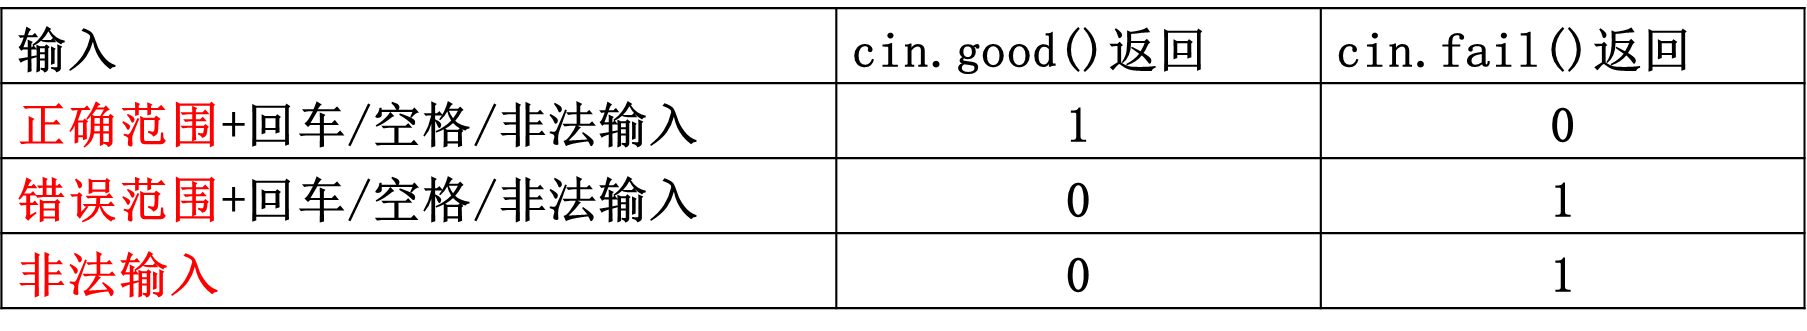 输入 cin.good()返回 cin.fail()返回
正确范围+回车/空格/非法输入 1 0
错误范围+回车/空格/非法输入 0 1
非法输入 0 1